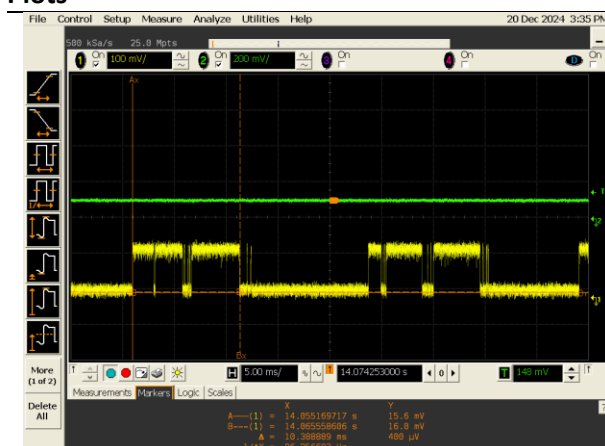 Plots
File Control Setup Measure Analyze Utilities Help 20 Dec 2024 3:35 PM
500 kSa/s 25.0 Mpts
1 On 100 mV/ 2 On 200 mV/ 3 On 4 On On
Ax
Bx
More
(1 of 2)
Delete
All
H 5.00 ms/ 14.074253000 s 0 T 148 mV
Measurements Markers Logic Scales
X Y
A---(1) = 14.055169717 s 15.6 mV
B---(1) = 14.065558606 s 16.0 mV
Δ = 10.388889 ms 400 µV